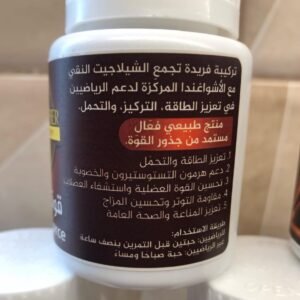 تركيبة فريدة تجمع الشيلاجيت النقي
مع الأشواغندا المركزة لدعم الرياضيين
في تعزيز الطاقة، التركيز، والتحمل.
منتج طبيعي فعّال
مستمد من جذور القوة.
1. تعزيز الطاقة والتحمّل
2. دعم هرمون التستوستيرون والخصوبة
3. تحسين القوة العضلية واستشفاء العضلات
4. مقاومة التوتر وتحسين المزاج
5. تعزيز المناعة والصحة العامة
طريقة الاستخدام:
للرياضيين: حبتين قبل التمرين بنصف ساعة
غير الرياضيين: حبة صباحا ومساءً